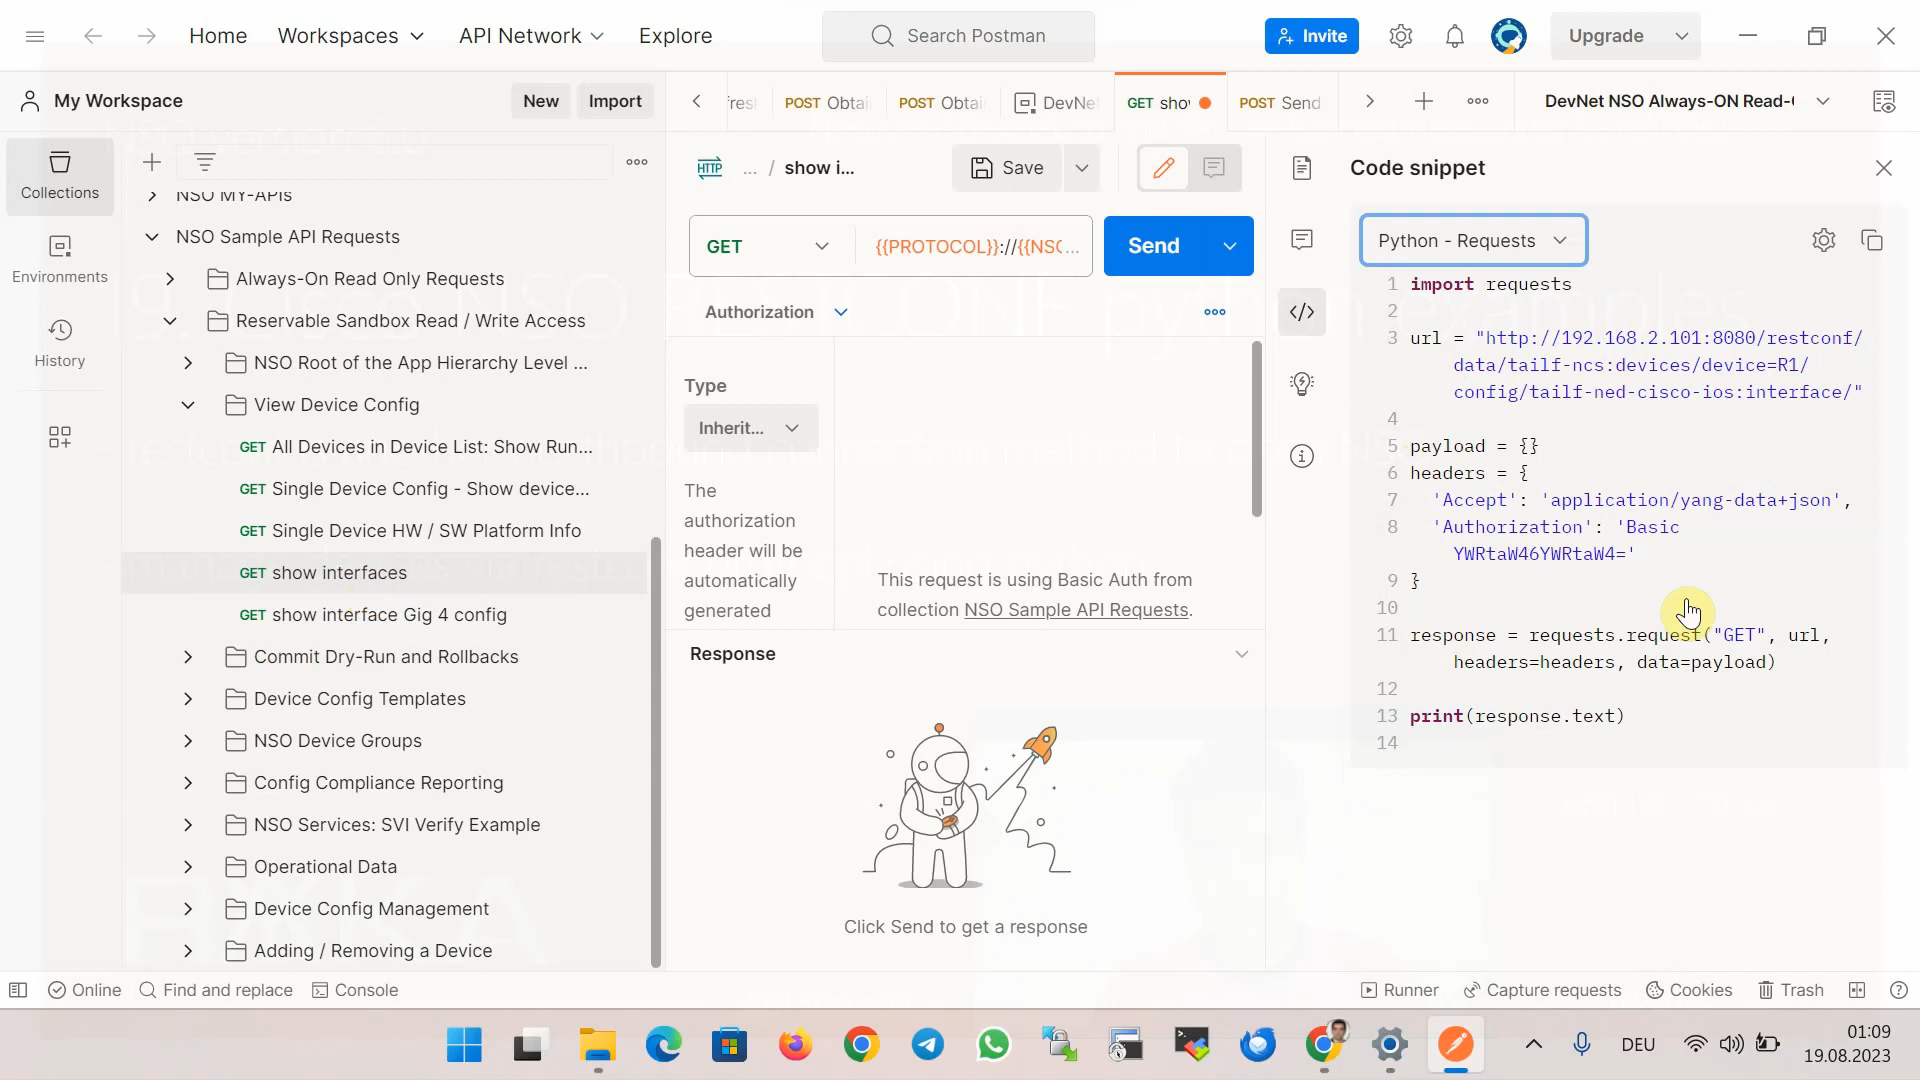 Home
Workspaces
API Network
Explore
Search Postman
Invite
Upgrade
My Workspace
New
Import
fresl
POST Obtai
POST Obtai
DevNe
GET sho
POST Send
DevNet NSO Always-ON Read-(
Collections
Environments
History
NSO MY-APIs
NSO Sample API Requests
Always-On Read Only Requests
Reservable Sandbox Read / Write Access
NSO Root of the App Hierarchy Level ...
View Device Config
GET All Devices in Device List: Show Run...
GET Single Device Config - Show device...
GET Single Device HW / SW Platform Info
GET show interfaces
GET show interface Gig 4 config
Commit Dry-Run and Rollbacks
Device Config Templates
NSO Device Groups
Config Compliance Reporting
NSO Services: SVI Verify Example
Operational Data
Device Config Management
Adding / Removing a Device
HTTP
... / show i...
Save
GET
{{PROTOCOL}}://{{NSC...
Send
Authorization
Type
Inherit...
The
authorization
header will be
automatically
generated
This request is using Basic Auth from
collection NSO Sample API Requests.
Response
Click Send to get a response
Code snippet
Python - Requests
1 import requests
2
3 url = "http://192.168.2.101:8080/restconf/
data/tailf-ncs:devices/device=R1/
config/tailf-ned-cisco-ios:interface/"
4
5 payload = {}
6 headers = {
7 'Accept': 'application/yang-data+json',
8 'Authorization': 'Basic
YWRtaW46YWRtaW4='
9 }
10
11 response = requests.request("GET", url,
headers=headers, data=payload)
12
13 print(response.text)
14
19. Cisco NSO RESTCONF python examples
Online
Find and replace
Console
Runner
Capture requests
Cookies
Trash
DEU
01:09
19.08.2023